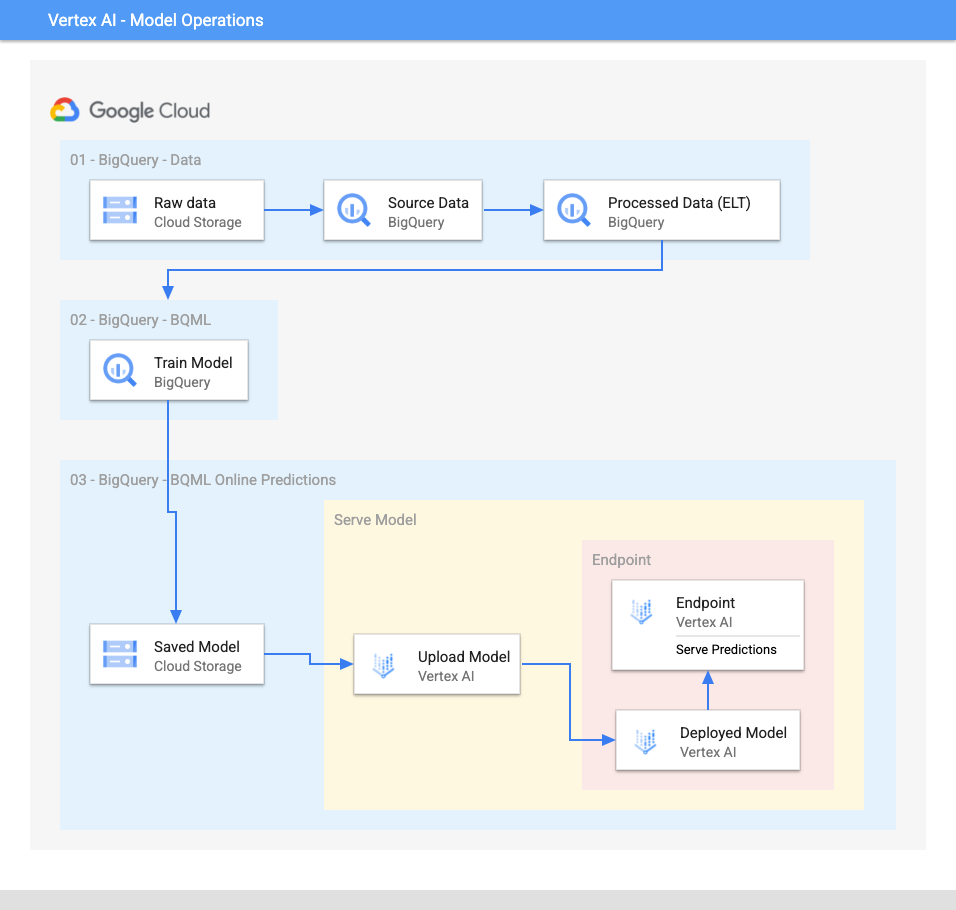 Vertex AI - Model Operations
Google Cloud
01 - BigQuery - Data
Raw data
Cloud Storage
Source Data
BigQuery
Processed Data (ELT)
BigQuery
02 - BigQuery - BQML
Train Model
BigQuery
03 - BigQuery - BQML Online Predictions
Serve Model
Endpoint
Endpoint
Vertex AI
Serve Predictions
Saved Model
Cloud Storage
Upload Model
Vertex AI
Deployed Model
Vertex AI